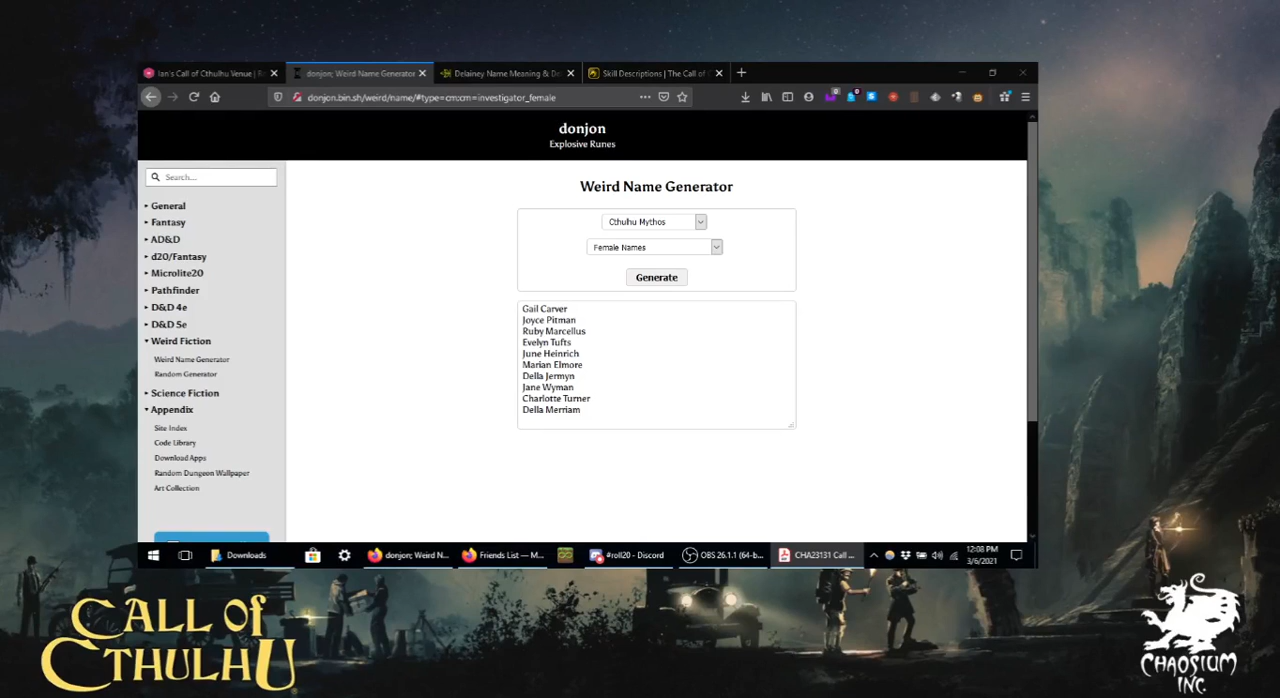 Ian's Call of Cthulhu Venue |
donjon; Weird Name Generator
Delainey Name Meaning & De
Skill Descriptions | The Call of C
donjon.bin.sh/weird/name/#type=cm;cm=investigator_female
donjon
Explosive Runes
Search...
General
Fantasy
AD&D
d20/Fantasy
Microlite20
Pathfinder
D&D 4e
D&D 5e
Weird Fiction
Weird Name Generator
Random Generator
Science Fiction
Appendix
Site Index
Code Library
Download Apps
Random Dungeon Wallpaper
Art Collection
Weird Name Generator
Cthulhu Mythos
Female Names
Generate
Gail Carver
Joyce Pitman
Ruby Marcellus
Evelyn Tufts
June Heinrich
Marian Elmore
Della Jermyn
Jane Wyman
Charlotte Turner
Della Merriam
Downloads
donjon; Weird N...
Friends List — M...
#roll20 - Discord
OBS 26.1.1 (64-b...
CHA23131 Call ...
12:08 PM
3/6/2021
CALL of
CTHULHU
CHAOSIUM
INC.